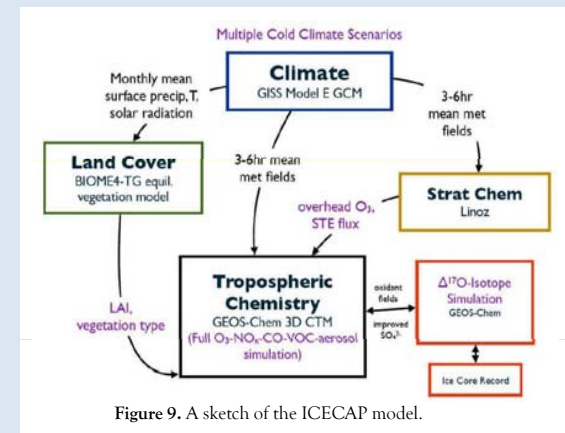 Multiple Cold Climate Scenarios
Climate
GISS Model E GCM
Monthly mean
surface precip,T,
solar radiation
3-6hr
mean met
fields
Land Cover
BIOME4-TG equil.
vegetation model
3-6hr mean
met fields
Strat Chem
Linoz
overhead O₃,
STE flux
Tropospheric
Chemistry
GEOS-Chem 3D CTM
(Full O₃-NOₓ-CO-VOC-aerosol
simulation)
LAI,
vegetation type
oxidant
fields
improved
SO₄²⁻
Δ¹⁷O-Isotope
Simulation
GEOS-Chem
Ice Core Record
Figure 9. A sketch of the ICECAP model.